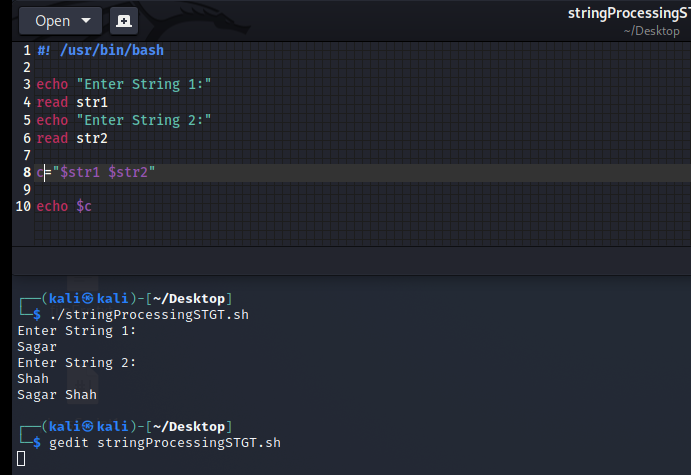 Open
stringProcessingST
~/Desktop
1 #! /usr/bin/bash
2
3 echo "Enter String 1:"
4 read str1
5 echo "Enter String 2:"
6 read str2
7
8 c="$str1 $str2"
9
10 echo $c
┌──(kali㉿kali)-[~/Desktop]
└─$ ./stringProcessingSTGT.sh
Enter String 1:
Sagar
Enter String 2:
Shah
Sagar Shah
┌──(kali㉿kali)-[~/Desktop]
└─$ gedit stringProcessingSTGT.sh